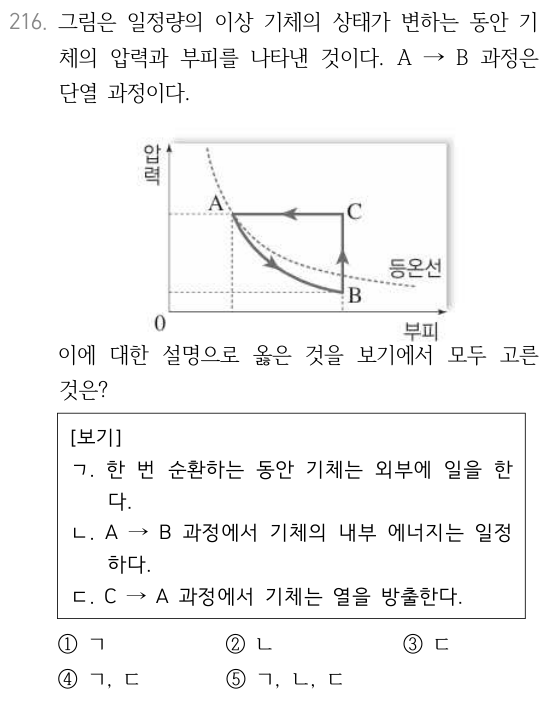 216. 그림은 일정량의 이상 기체의 상태가 변하는 동안 기
체의 압력과 부피를 나타낸 것이다. A → B 과정은
단열 과정이다.
압력
A
C
등온선
B
0
부피
이에 대한 설명으로 옳은 것을 보기에서 모두 고른
것은?
[보기]
ㄱ. 한 번 순환하는 동안 기체는 외부에 일을 한
다.
ㄴ. A → B 과정에서 기체의 내부 에너지는 일정
하다.
ㄷ. C → A 과정에서 기체는 열을 방출한다.
① ㄱ ② ㄴ ③ ㄷ
④ ㄱ, ㄷ ⑤ ㄱ, ㄴ, ㄷ